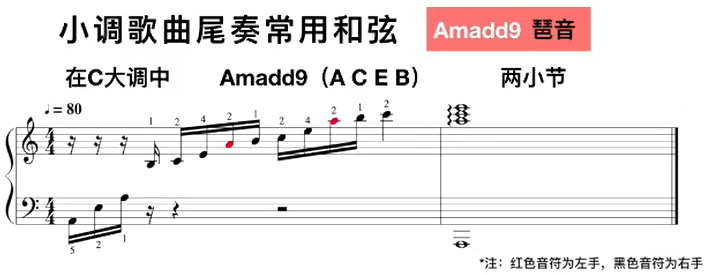 小调歌曲尾奏常用和弦 Amadd9 琶音
在C大调中 Amadd9（A C E B） 两小节
♩ = 80
1 2 4 2 1 2 4 2 1 2
5 2 1
*注：红色音符为左手，黑色音符为右手